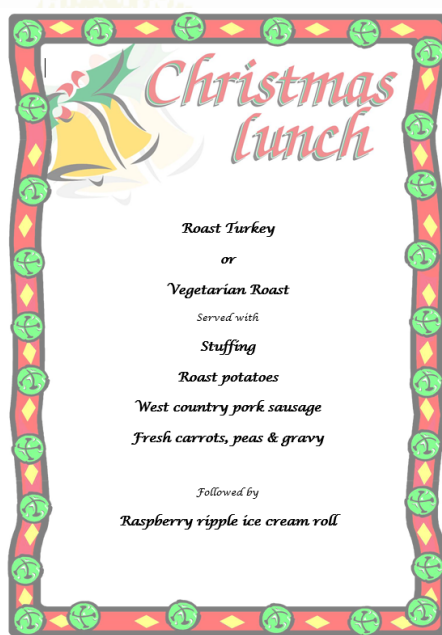 Christmas
lunch
Roast Turkey
or
Vegetarian Roast
Served with
Stuffing
Roast potatoes
West country pork sausage
Fresh carrots, peas & gravy
Followed by
Raspberry ripple ice cream roll